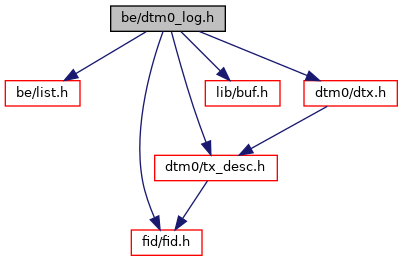 be/dtm0_log.h
be/list.h
lib/buf.h
dtm0/dtx.h
dtm0/tx_desc.h
fid/fid.h